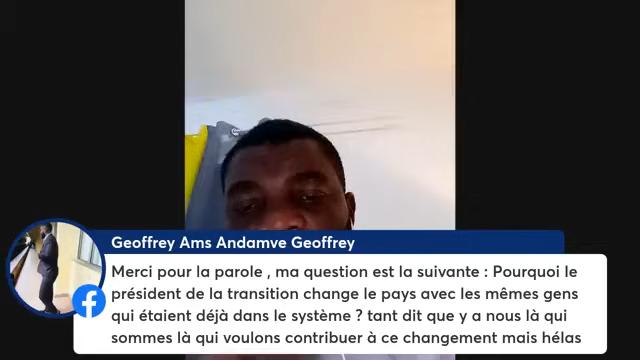 Geoffrey Ams Andamve Geoffrey
Merci pour la parole , ma question est la suivante : Pourquoi le
président de la transition change le pays avec les mêmes gens
qui étaient déjà dans le système ? tant dit que y a nous là qui
sommes là qui voulons contribuer à ce changement mais hélas